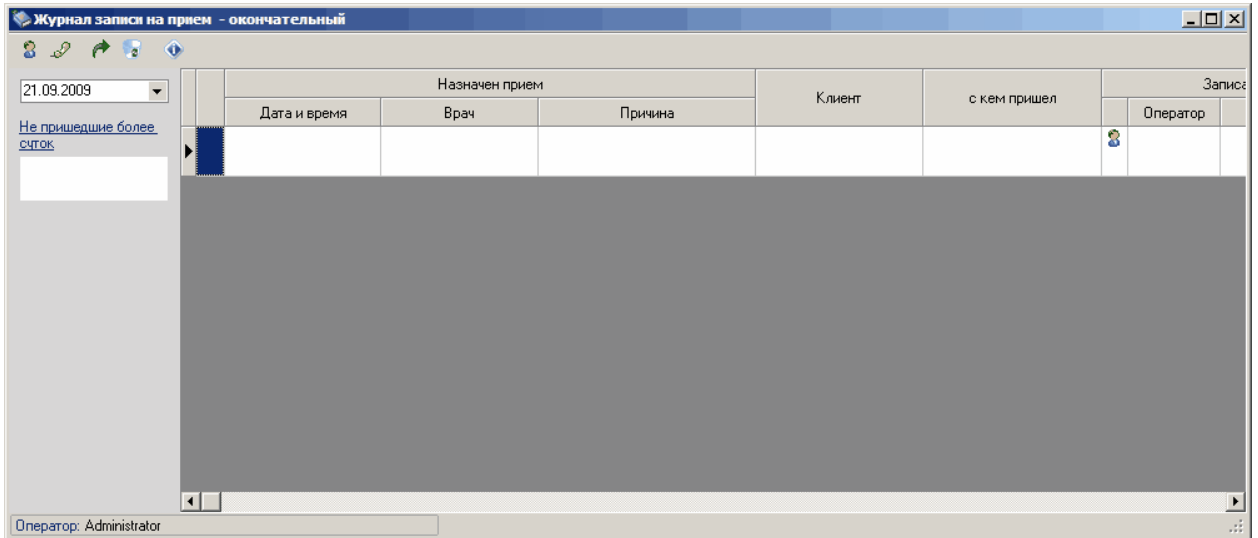 Журнал записи на прием - окончательный
21.09.2009
Не пришедшие более
суток
Назначен прием
Клиент
с кем пришел
Записа
Дата и время
Врач
Причина
Оператор
Оператор: Administrator